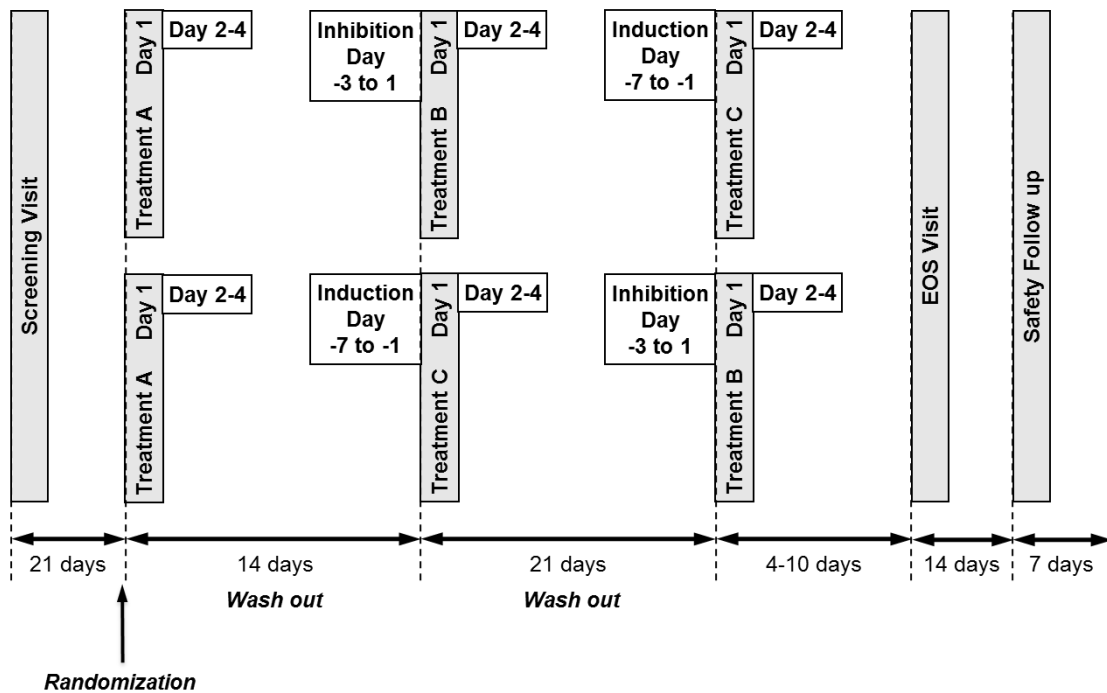 Screening Visit
Treatment A Day 1
Day 2-4
Inhibition
Day
-3 to 1
Treatment B Day 1
Day 2-4
Induction
Day
-7 to -1
Treatment C Day 1
Day 2-4
Treatment A Day 1
Day 2-4
Induction
Day
-7 to -1
Treatment C Day 1
Day 2-4
Inhibition
Day
-3 to 1
Treatment B Day 1
Day 2-4
EOS Visit
Safety Follow up
21 days
14 days
21 days
4-10 days
14 days
7 days
Wash out
Wash out
Randomization